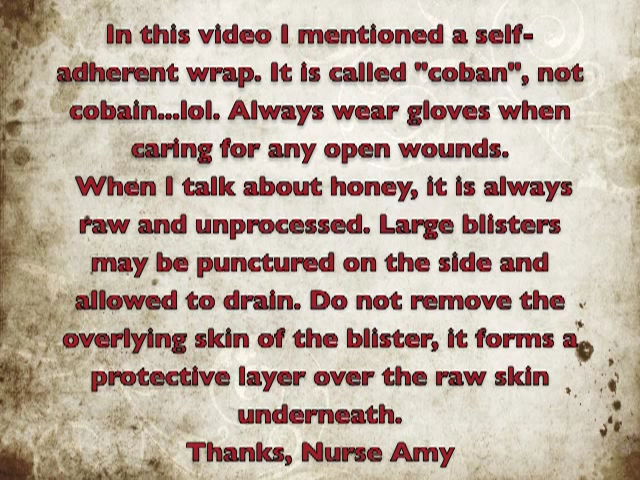 In this video I mentioned a self-
adherent wrap. It is called "coban", not
cobain...lol. Always wear gloves when
caring for any open wounds.
When I talk about honey, it is always
raw and unprocessed. Large blisters
may be punctured on the side and
allowed to drain. Do not remove the
overlying skin of the blister, it forms a
protective layer over the raw skin
underneath.
Thanks, Nurse Amy